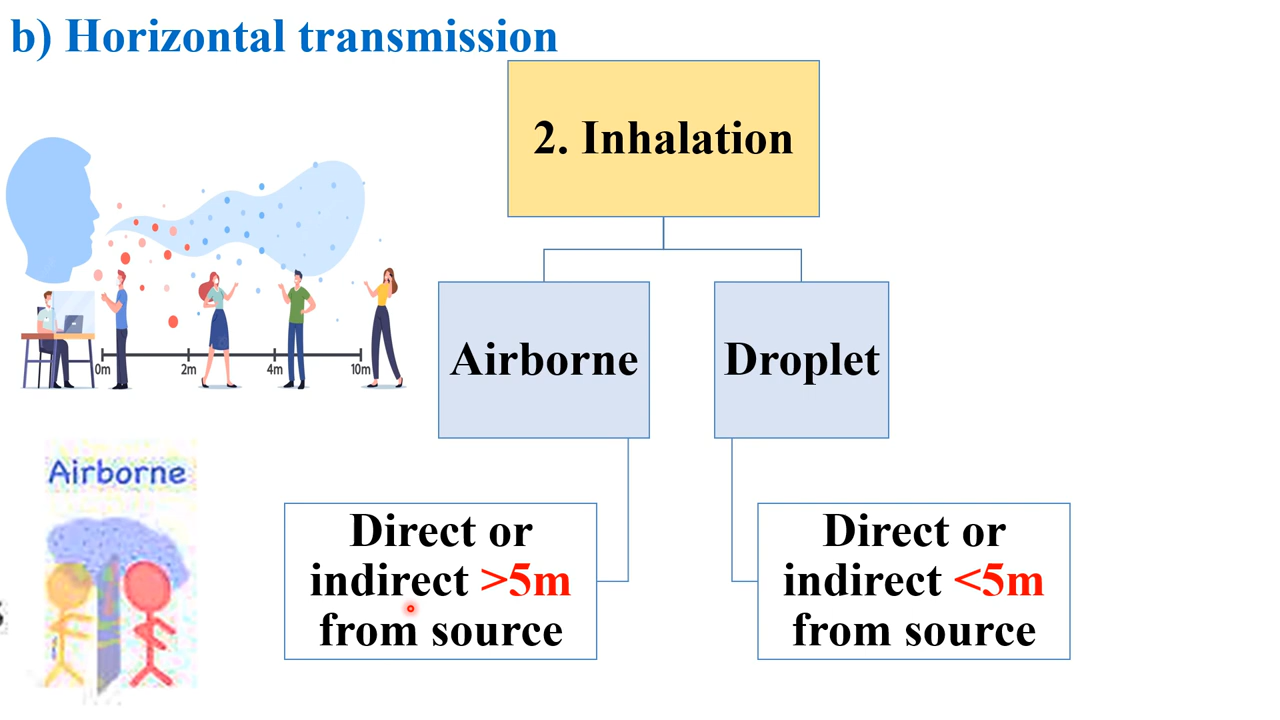 b) Horizontal transmission
2. Inhalation
0m 2m 4m 10m
Airborne
Droplet
Airborne
Direct or
indirect >5m
from source
Direct or
indirect <5m
from source